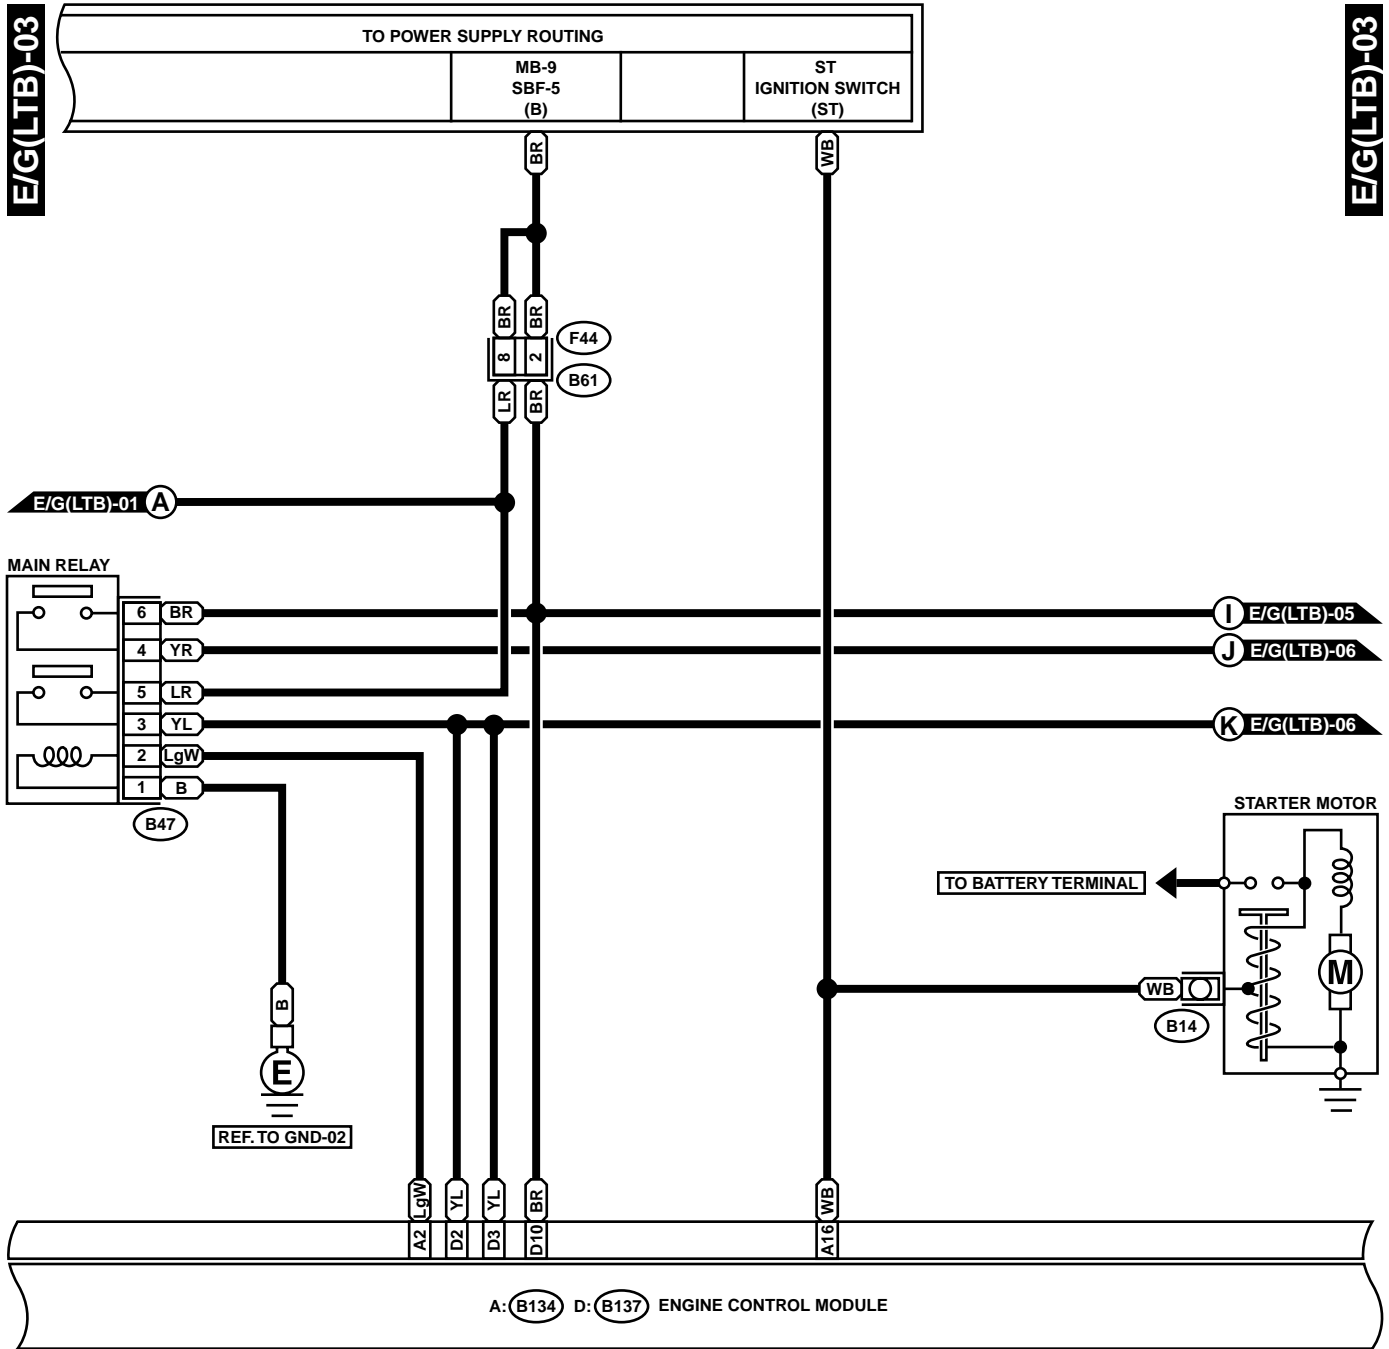 E/G(LTB)-03
E/G(LTB)-03
TO POWER SUPPLY ROUTING
MB-9
SBF-5
(B)
ST
IGNITION SWITCH
(ST)
BR
WB
BR
BR
8
2
F44
B61
LR
BR
E/G(LTB)-01
A
MAIN RELAY
6
BR
I
E/G(LTB)-05
4
YR
J
E/G(LTB)-06
5
LR
3
YL
K
E/G(LTB)-06
2
LgW
1
B
B47
STARTER MOTOR
TO BATTERY TERMINAL
M
WB
B14
B
E
REF. TO GND-02
LgW
YL
YL
BR
WB
A2
D2
D3
D10
A16
A: B134 D: B137 ENGINE CONTROL MODULE